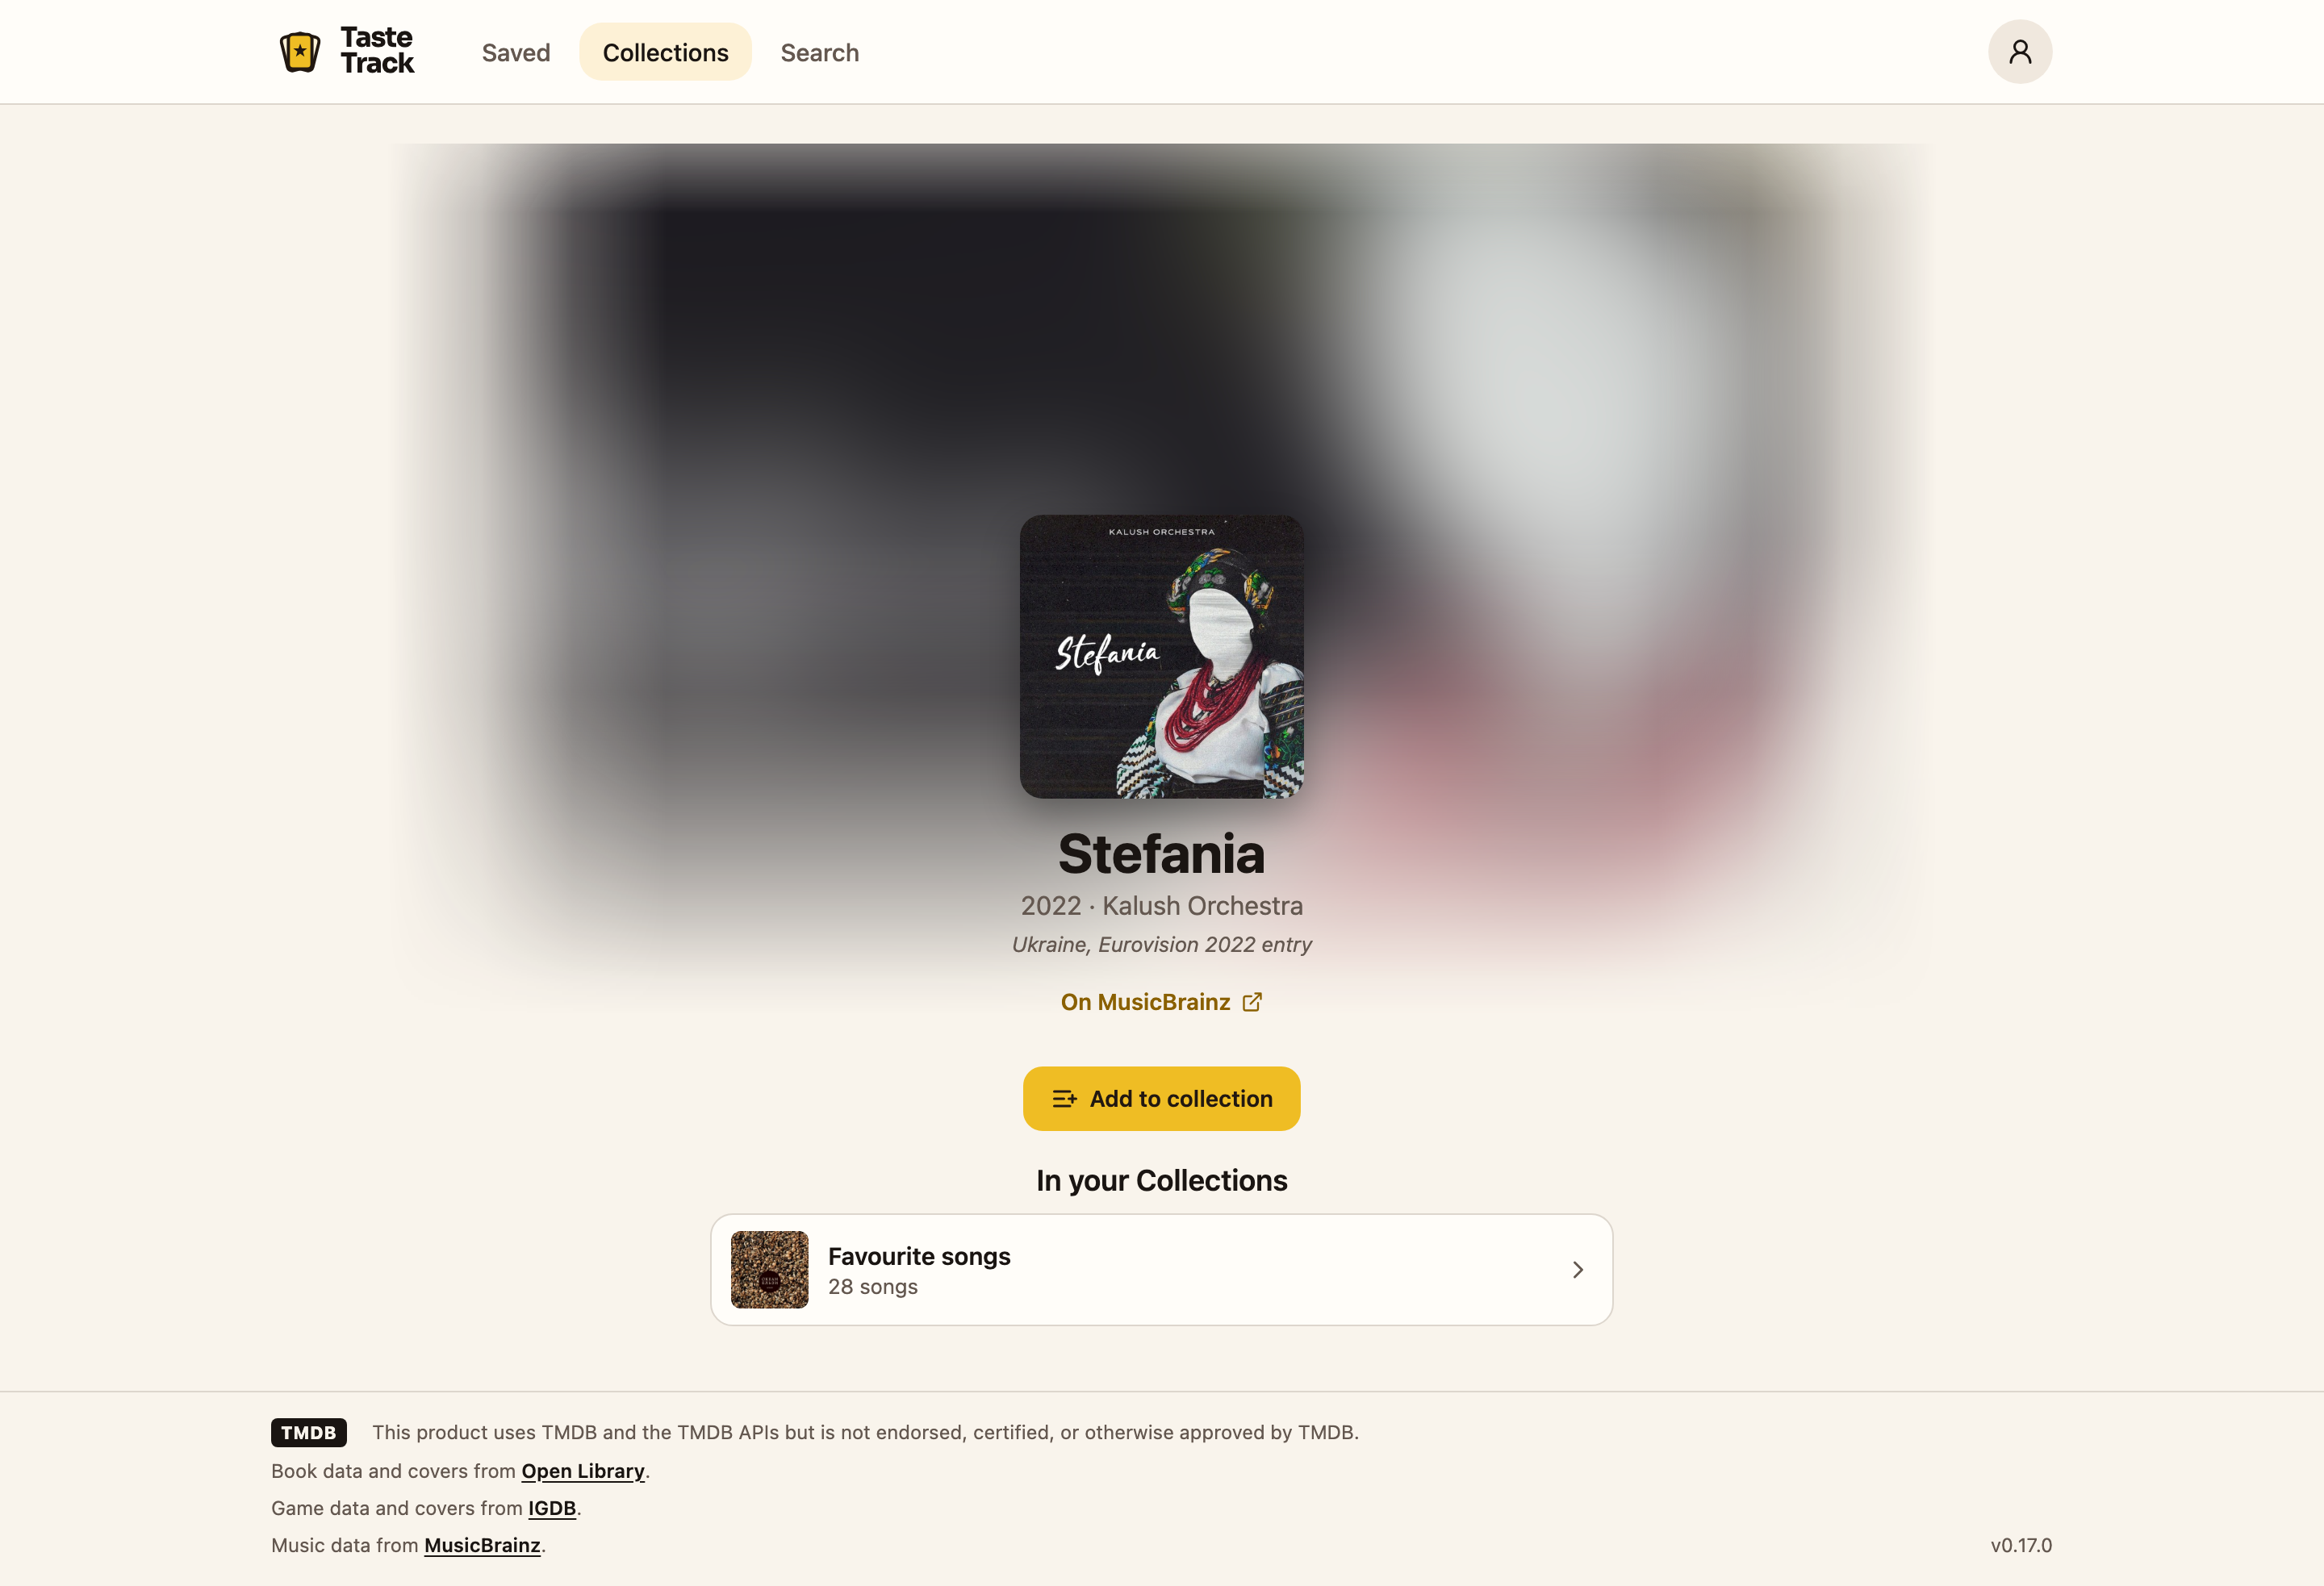 Taste
Track
Saved
Collections
Search
KALUSH ORCHESTRA
Stefania
Stefania
2022 · Kalush Orchestra
Ukraine, Eurovision 2022 entry
On MusicBrainz
Add to collection
In your Collections
Favourite songs
28 songs
TMDB This product uses TMDB and the TMDB APIs but is not endorsed, certified, or otherwise approved by TMDB.
Book data and covers from Open Library.
Game data and covers from IGDB.
Music data from MusicBrainz.
v0.17.0